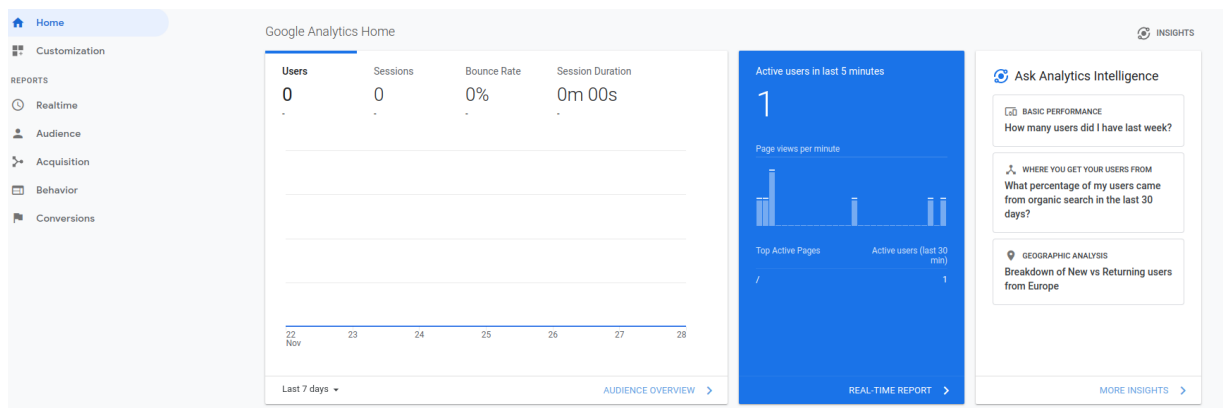 Home
Customization
REPORTS
Realtime
Audience
Acquisition
Behavior
Conversions
Google Analytics Home
INSIGHTS
Users
0
-
Sessions
0
-
Bounce Rate
0%
-
Session Duration
0m 00s
-
22
Nov
23
24
25
26
27
28
Last 7 days
AUDIENCE OVERVIEW
Active users in last 5 minutes
1
Page views per minute
Top Active Pages
Active users (last 30
min)
/
1
REAL-TIME REPORT
Ask Analytics Intelligence
BASIC PERFORMANCE
How many users did I have last week?
WHERE YOU GET YOUR USERS FROM
What percentage of my users came
from organic search in the last 30
days?
GEOGRAPHIC ANALYSIS
Breakdown of New vs Returning users
from Europe
MORE INSIGHTS